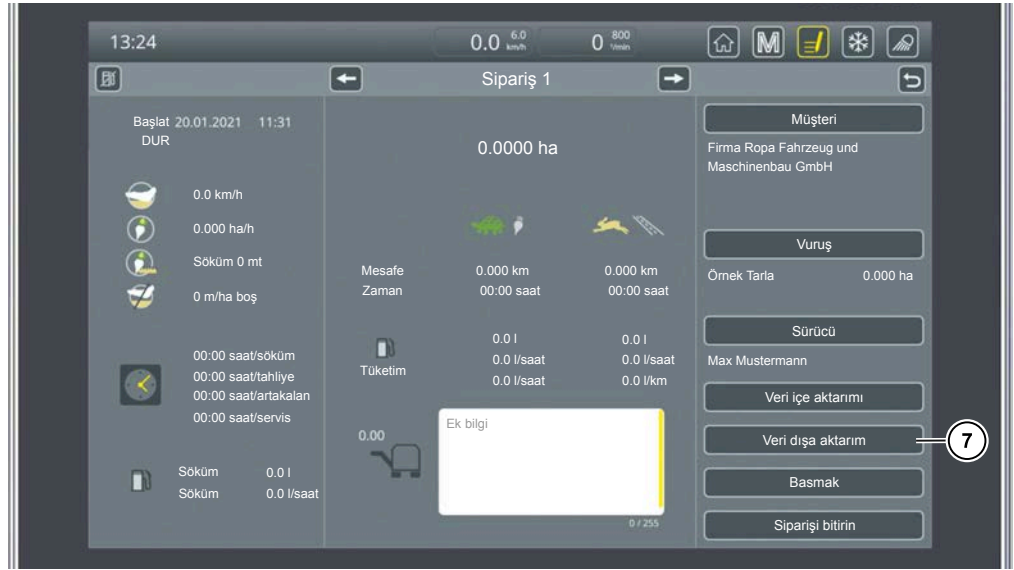 13:24
0.0 6.0 km/h
0 800 1/min
M
Sipariş 1
Başlat 20.01.2021 11:31
DUR
0.0 km/h
0.000 ha/h
Söküm 0 mt
0 m/ha boş
00:00 saat/söküm
00:00 saat/tahliye
00:00 saat/artakalan
00:00 saat/servis
Söküm 0.0 l
Söküm 0.0 l/saat
0.0000 ha
Mesafe 0.000 km 0.000 km
Zaman 00:00 saat 00:00 saat
0.0 l 0.0 l
Tüketim 0.0 l/saat 0.0 l/saat
0.0 l/saat 0.0 l/km
0.00
Ek bilgi
0 / 255
Müşteri
Firma Ropa Fahrzeug und
Maschinenbau GmbH
Vuruş
Örnek Tarla 0.000 ha
Sürücü
Max Mustermann
Veri içe aktarımı
Veri dışa aktarım
7
Basmak
Siparişi bitirin